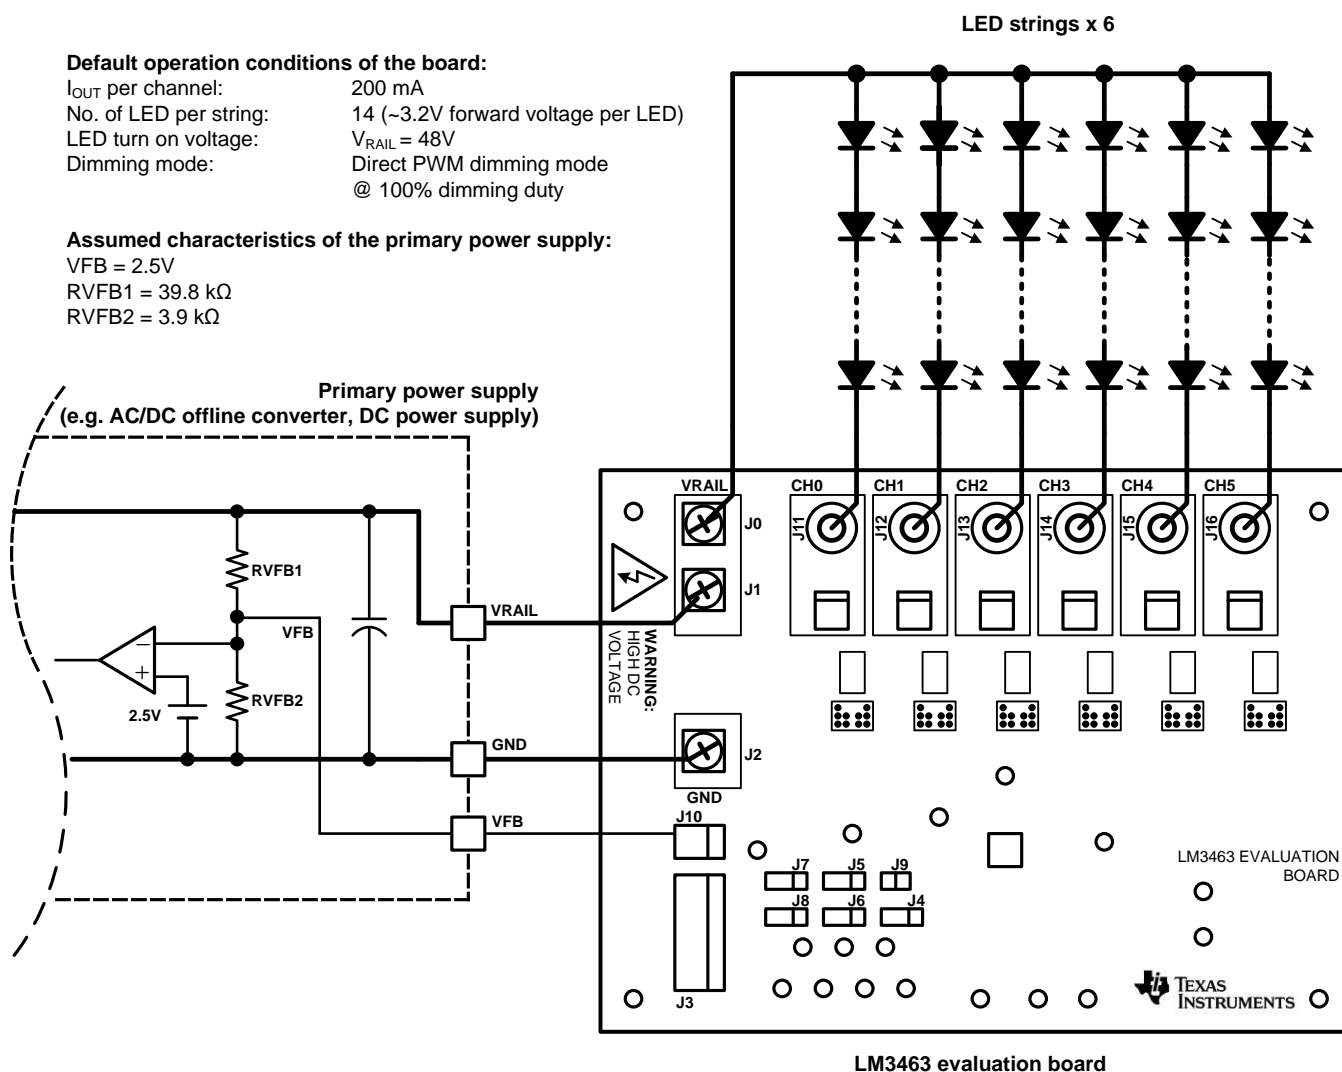 LED strings x 6
Default operation conditions of the board:
IOUT per channel: 200 mA
No. of LED per string: 14 (~3.2V forward voltage per LED)
LED turn on voltage: VRAIL = 48V
Dimming mode: Direct PWM dimming mode
@ 100% dimming duty
Assumed characteristics of the primary power supply:
VFB = 2.5V
RVFB1 = 39.8 kΩ
RVFB2 = 3.9 kΩ
Primary power supply
(e.g. AC/DC offline converter, DC power supply)
VRAIL CH0 CH1 CH2 CH3 CH4 CH5
J0
J11 J12 J13 J14 J15 J16
RVFB1
J1
VRAIL
VFB
WARNING:
HIGH DC
VOLTAGE
RVFB2
2.5V
GND
J2
GND
VFB
J10
J7 J5 J9
J8 J6 J4
LM3463 EVALUATION
BOARD
J3
TEXAS
INSTRUMENTS
LM3463 evaluation board